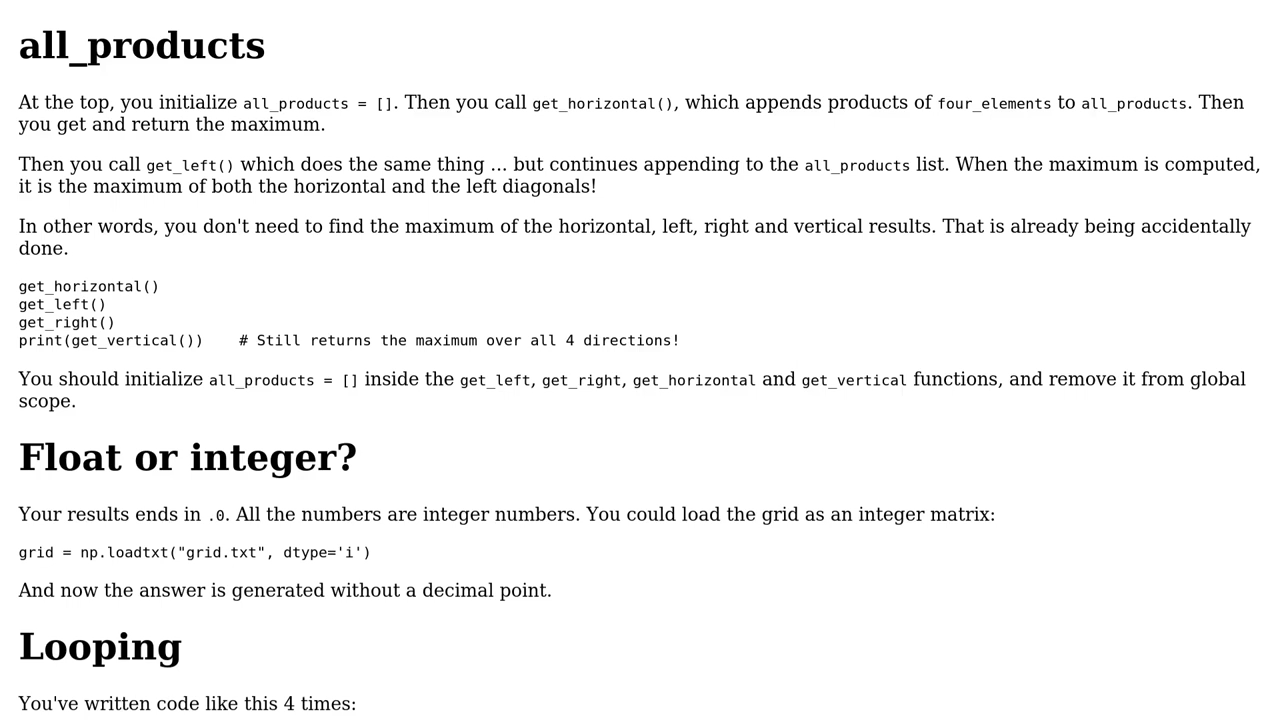 all_products
At the top, you initialize all_products = []. Then you call get_horizontal(), which appends products of four_elements to all_products. Then
you get and return the maximum.
Then you call get_left() which does the same thing ... but continues appending to the all_products list. When the maximum is computed,
it is the maximum of both the horizontal and the left diagonals!
In other words, you don't need to find the maximum of the horizontal, left, right and vertical results. That is already being accidentally
done.
get_horizontal()
get_left()
get_right()
print(get_vertical())    # Still returns the maximum over all 4 directions!
You should initialize all_products = [] inside the get_left, get_right, get_horizontal and get_vertical functions, and remove it from global
scope.
Float or integer?
Your results ends in .0. All the numbers are integer numbers. You could load the grid as an integer matrix:
grid = np.loadtxt("grid.txt", dtype='i')
And now the answer is generated without a decimal point.
Looping
You've written code like this 4 times: